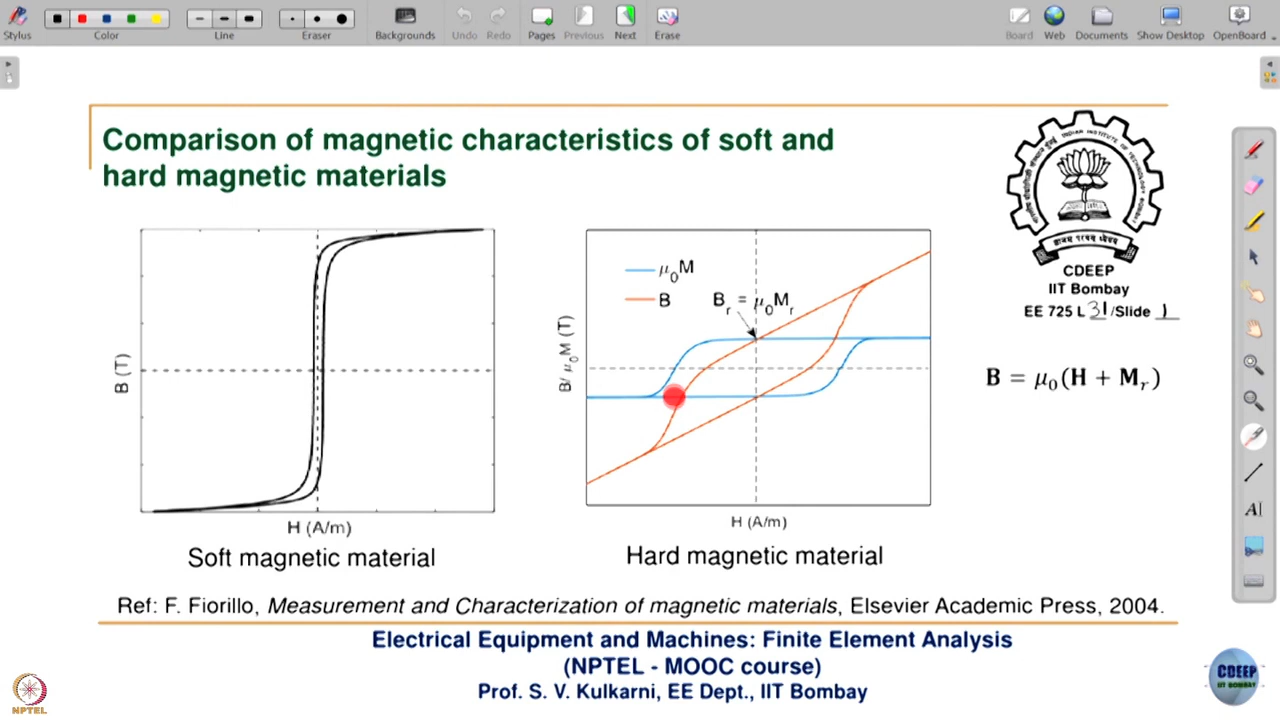 Stylus
Color
Line
Eraser
Backgrounds
Undo
Redo
Pages
Previous
Next
Erase
Board
Web
Documents
Show Desktop
OpenBoard
Comparison of magnetic characteristics of soft and
hard magnetic materials
B (T)
H (A/m)
Soft magnetic material
μ₀M
B
Bᵣ = μ₀Mᵣ
B/ μ₀M (T)
H (A/m)
Hard magnetic material
CDEEP
IIT Bombay
EE 725 L 31/Slide 1
B = μ₀(H + Mᵣ)
Ref: F. Fiorillo, Measurement and Characterization of magnetic materials, Elsevier Academic Press, 2004.
Electrical Equipment and Machines: Finite Element Analysis
(NPTEL - MOOC course)
Prof. S. V. Kulkarni, EE Dept., IIT Bombay
NPTEL
CDEEP
IIT BOMBAY